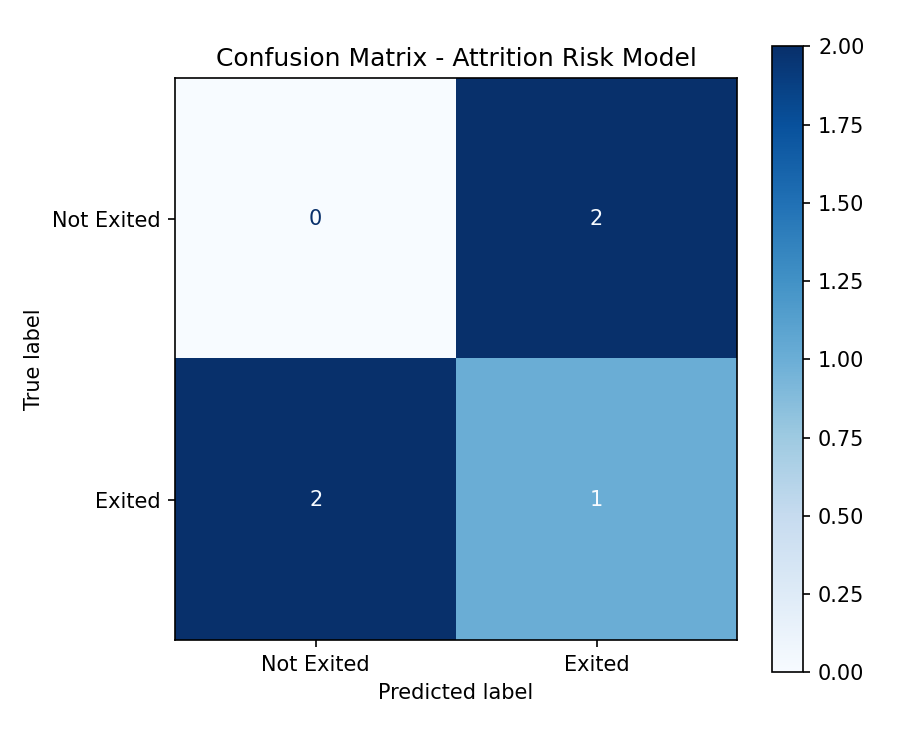 Confusion Matrix - Attrition Risk Model
Not Exited
0
2
Exited
2
1
Not Exited
Exited
Predicted label
True label
2.00
1.75
1.50
1.25
1.00
0.75
0.50
0.25
0.00